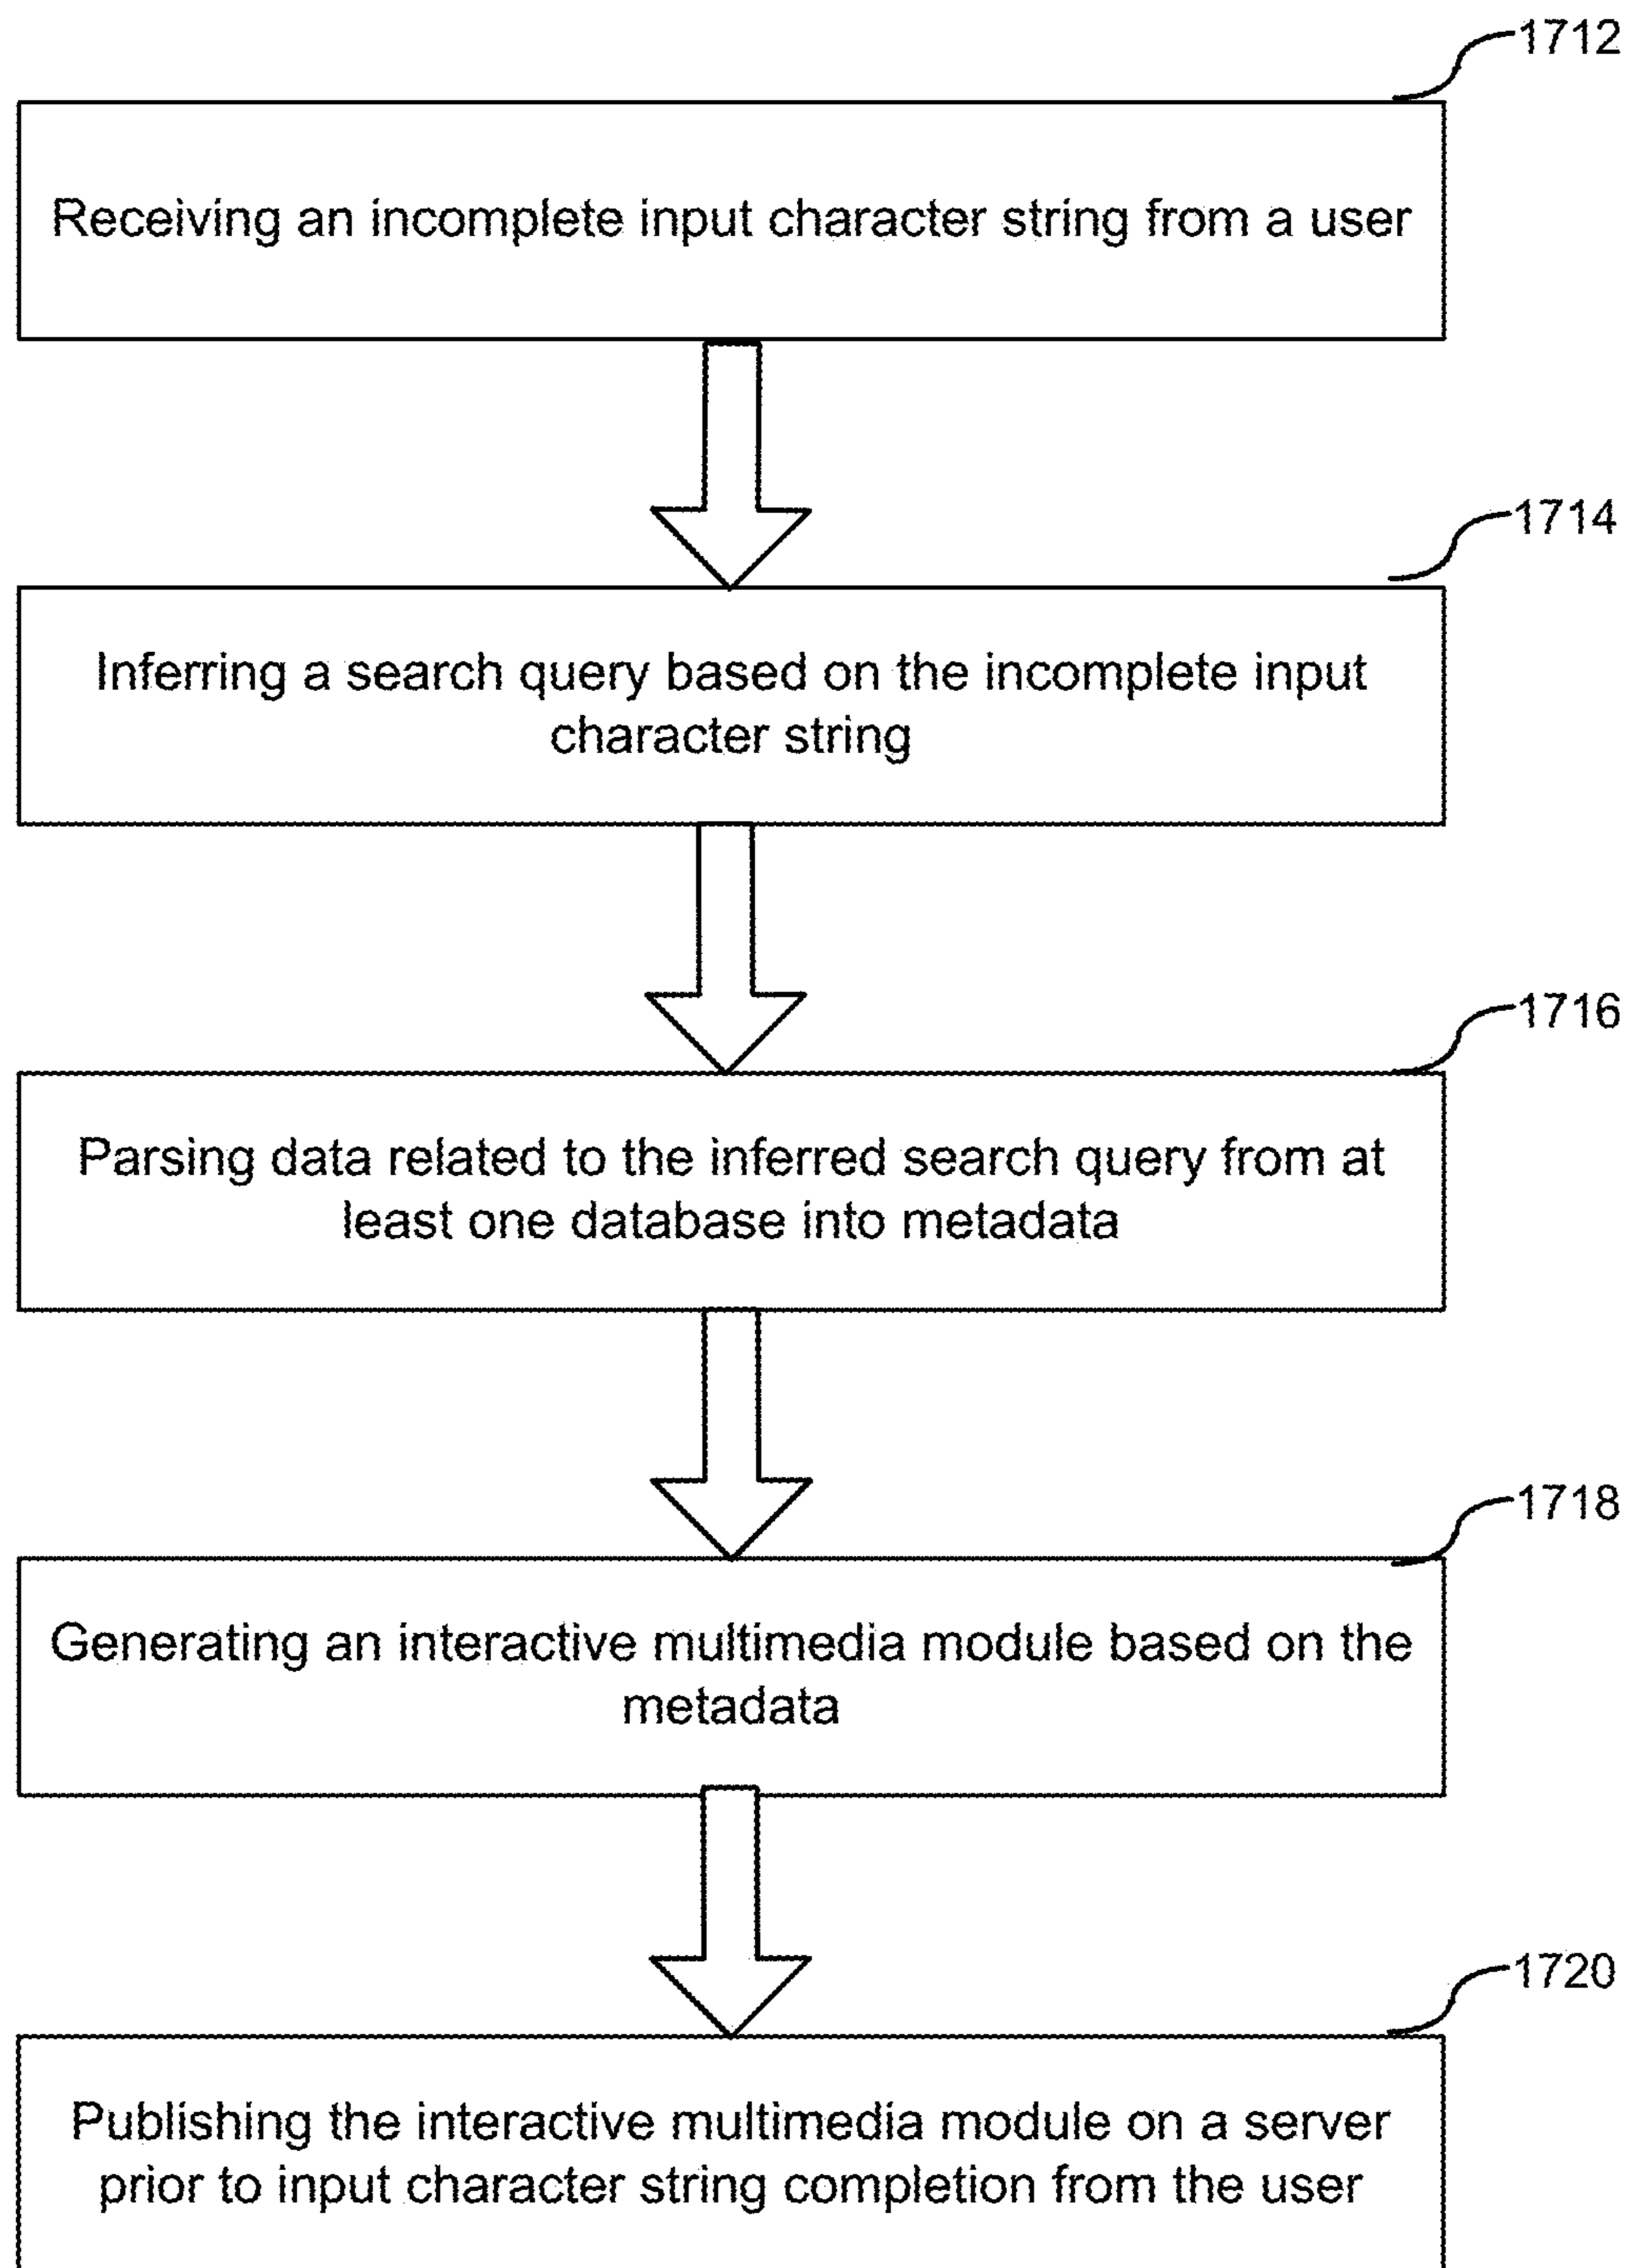 1712
Receiving an incomplete input character string from a user
1714
Inferring a search query based on the incomplete input
character string
1716
Parsing data related to the inferred search query from at
least one database into metadata
1718
Generating an interactive multimedia module based on the
metadata
1720
Publishing the interactive multimedia module on a server
prior to input character string completion from the user